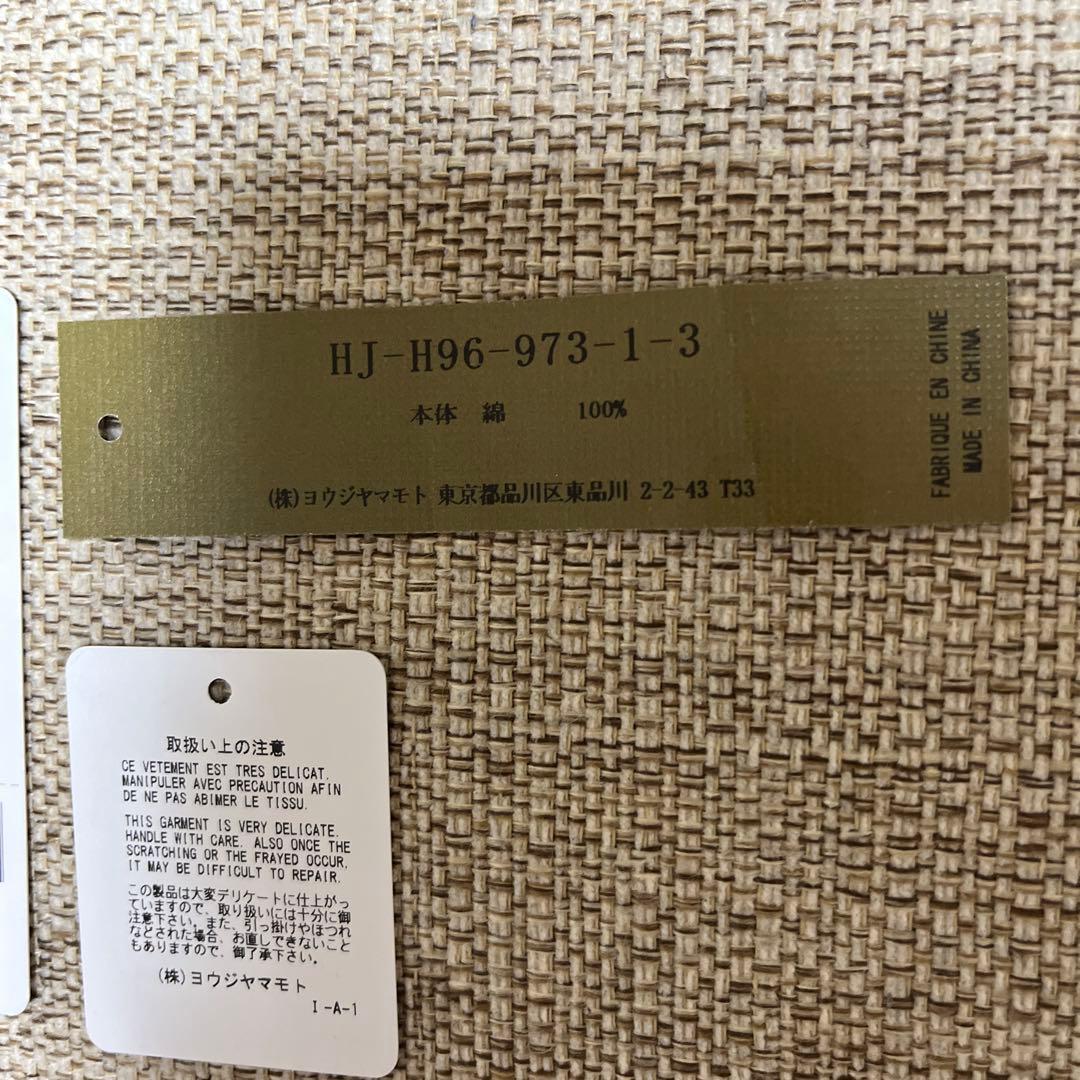 HJ-H96-973-1-3
本体 綿 100%
(株)ヨウジヤマモト 東京都品川区東品川 2-2-43 T33
FABRIQUE EN CHINE
MADE IN CHINA
取扱い上の注意
CE VETEMENT EST TRES DELICAT.
MANIPULER AVEC PRECAUTION AFIN
DE NE PAS ABIMER LE TISSU.
THIS GARMENT IS VERY DELICATE.
HANDLE WITH CARE. ALSO ONCE THE
SCRATCHING OR THE FRAYED OCCUR,
IT MAY BE DIFFICULT TO REPAIR.
この製品は大変デリケートに仕上がっ
ていますので、取り扱いには十分に御
注意下さい。また、引っ掛けやほつれ
などされた場合、お直しできないこと
もありますので、御了承下さい。
(株)ヨウジヤマモト
I-A-1